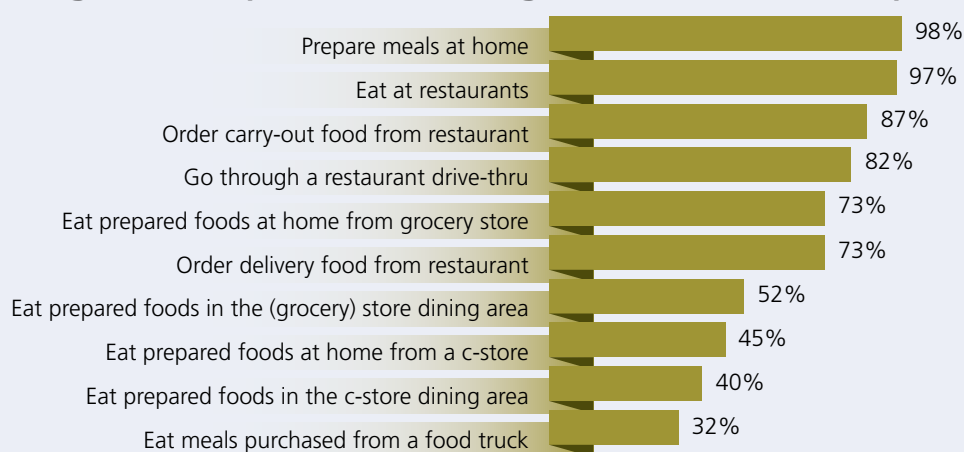 Prepare meals at home 98%
Eat at restaurants 97%
Order carry-out food from restaurant 87%
Go through a restaurant drive-thru 82%
Eat prepared foods at home from grocery store 73%
Order delivery food from restaurant 73%
Eat prepared foods in the (grocery) store dining area 52%
Eat prepared foods at home from a c-store 45%
Eat prepared foods in the c-store dining area 40%
Eat meals purchased from a food truck 32%